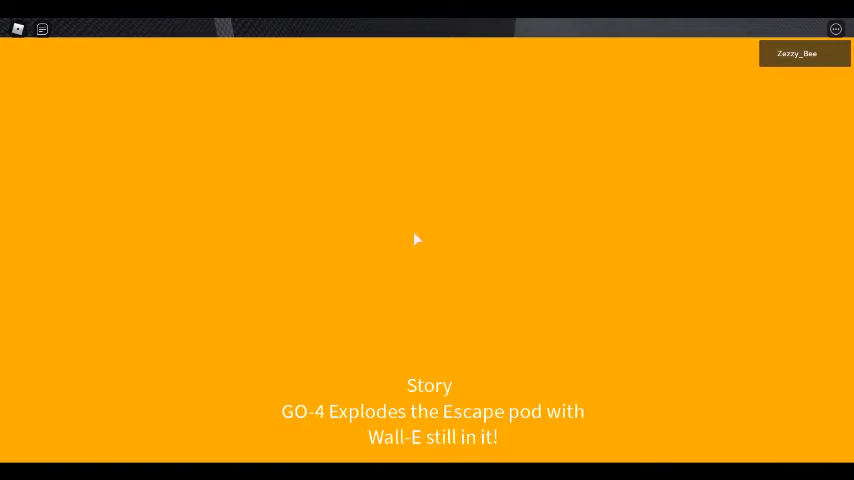 Zezzy_Bee
Story
GO-4 Explodes the Escape pod with
Wall-E still in it!